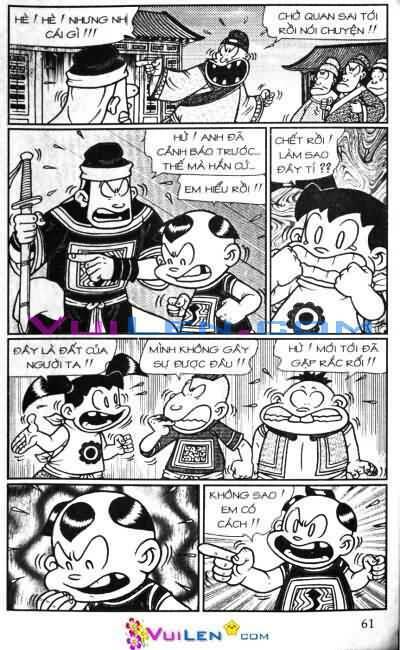 HÈ ! HÈ ! NHƯNG NHỊ
CÁI GÌ !!!
CHỜ QUAN SAI TỚI
RỒI NÓI CHUYỆN !!
HỪ ! ANH ĐÃ
CẢNH BÁO TRƯỚC...
THẾ MÀ HẮN CỨ...
EM HIỂU RỒI !!
CHẾT RỒI !
LÀM SAO
ĐÂY TÍ ??
VUILEN.COM
ĐÂY LÀ ĐẤT CỦA
NGƯỜI TA !
MÌNH KHÔNG GÂY
SỰ ĐƯỢC ĐÂU !!
HỪ ! MỚI TỚI ĐÃ
GẶP RẮC RỐI !!
KHÔNG SAO !
EM CÓ
CÁCH !!
61
VUILEN.COM